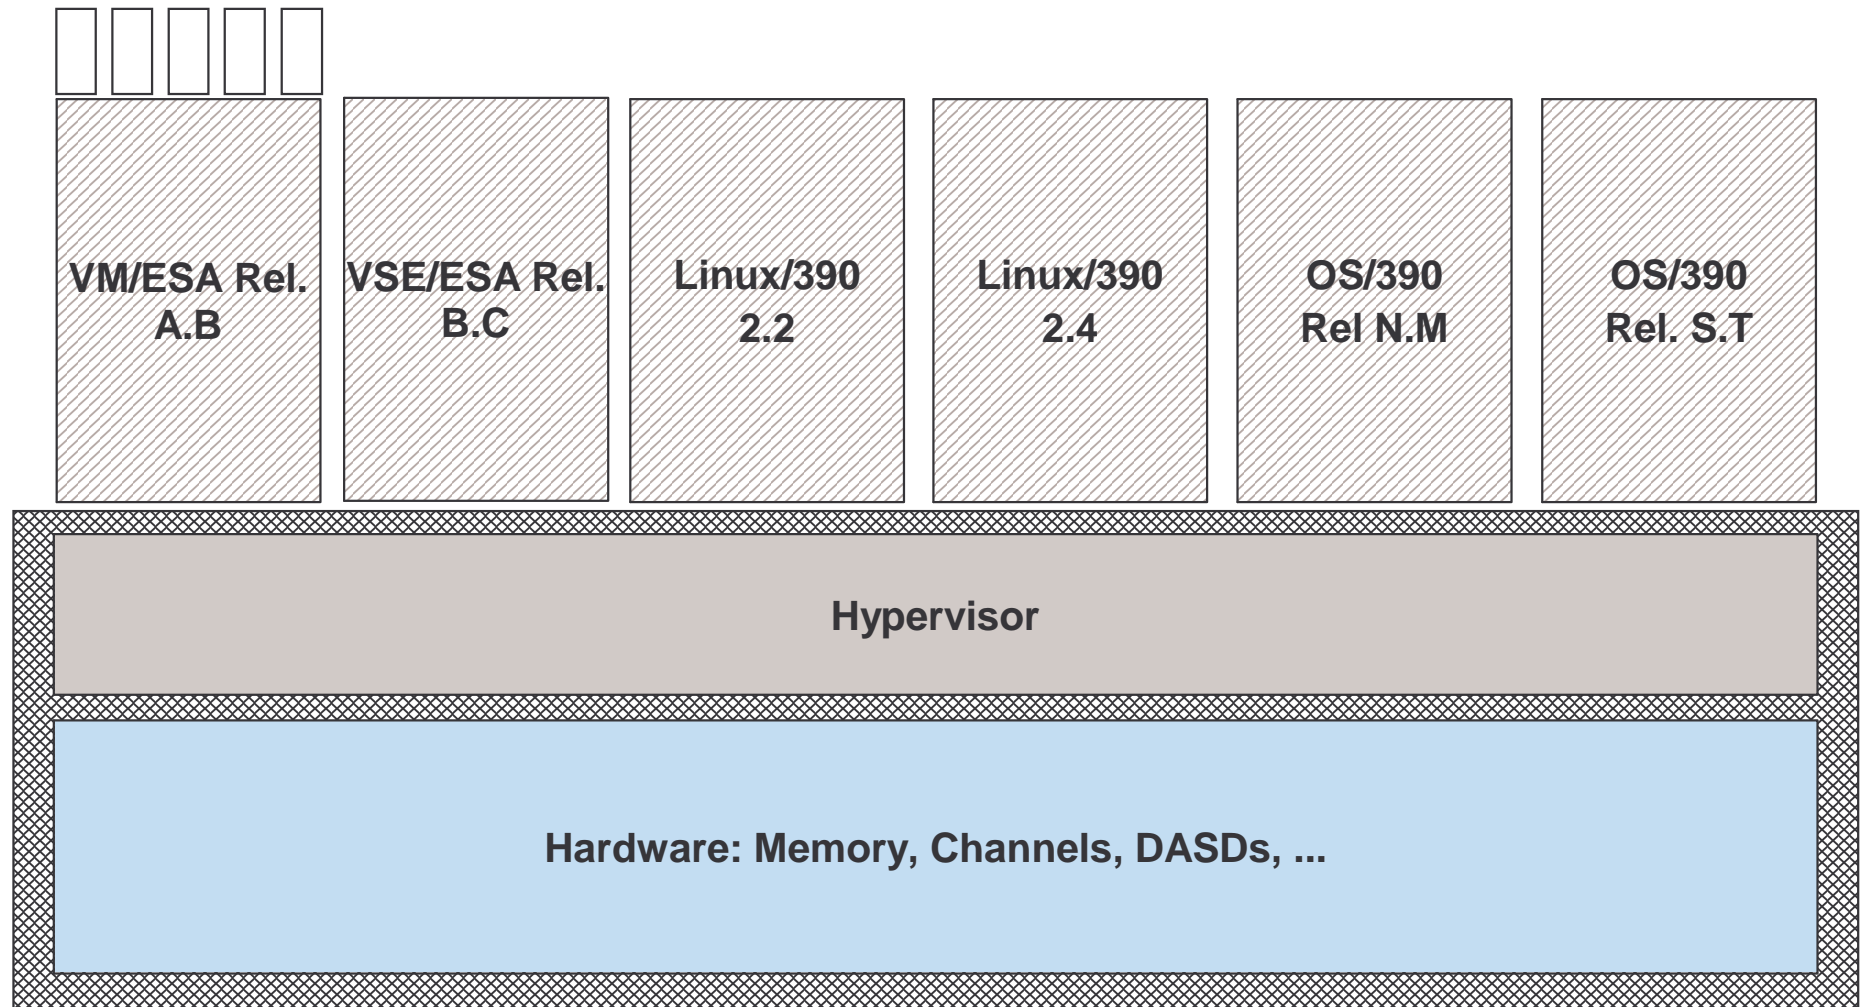 VM/ESA Rel.
A.B
VSE/ESA Rel.
B.C
Linux/390
2.2
Linux/390
2.4
OS/390
Rel N.M
OS/390
Rel. S.T
Hypervisor
Hardware: Memory, Channels, DASDs, ...